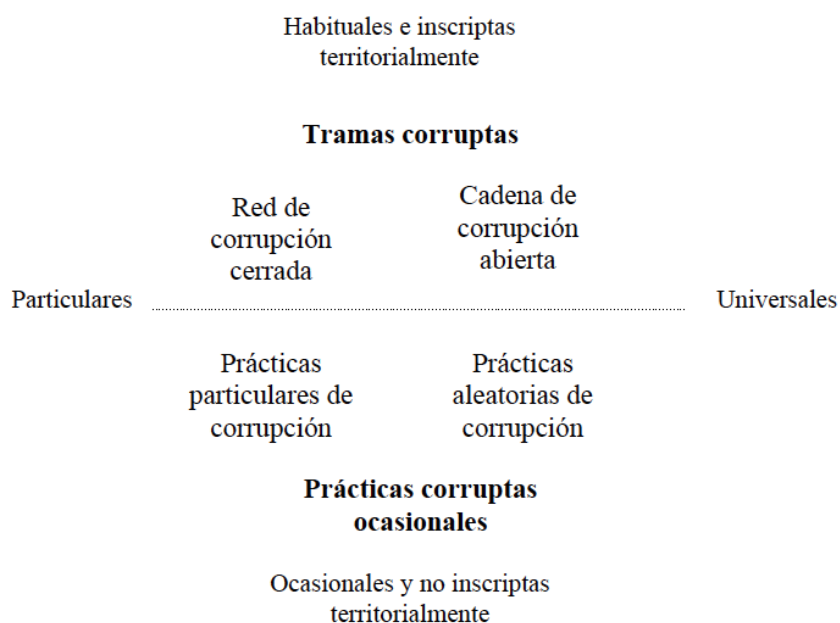 Habituales e inscriptas
territorialmente
Tramas corruptas
Red de
corrupción
cerrada
Cadena de
corrupción
abierta
Particulares
Universales
Prácticas
particulares de
corrupción
Prácticas
aleatorias de
corrupción
Prácticas corruptas
ocasionales
Ocasionales y no inscriptas
territorialmente